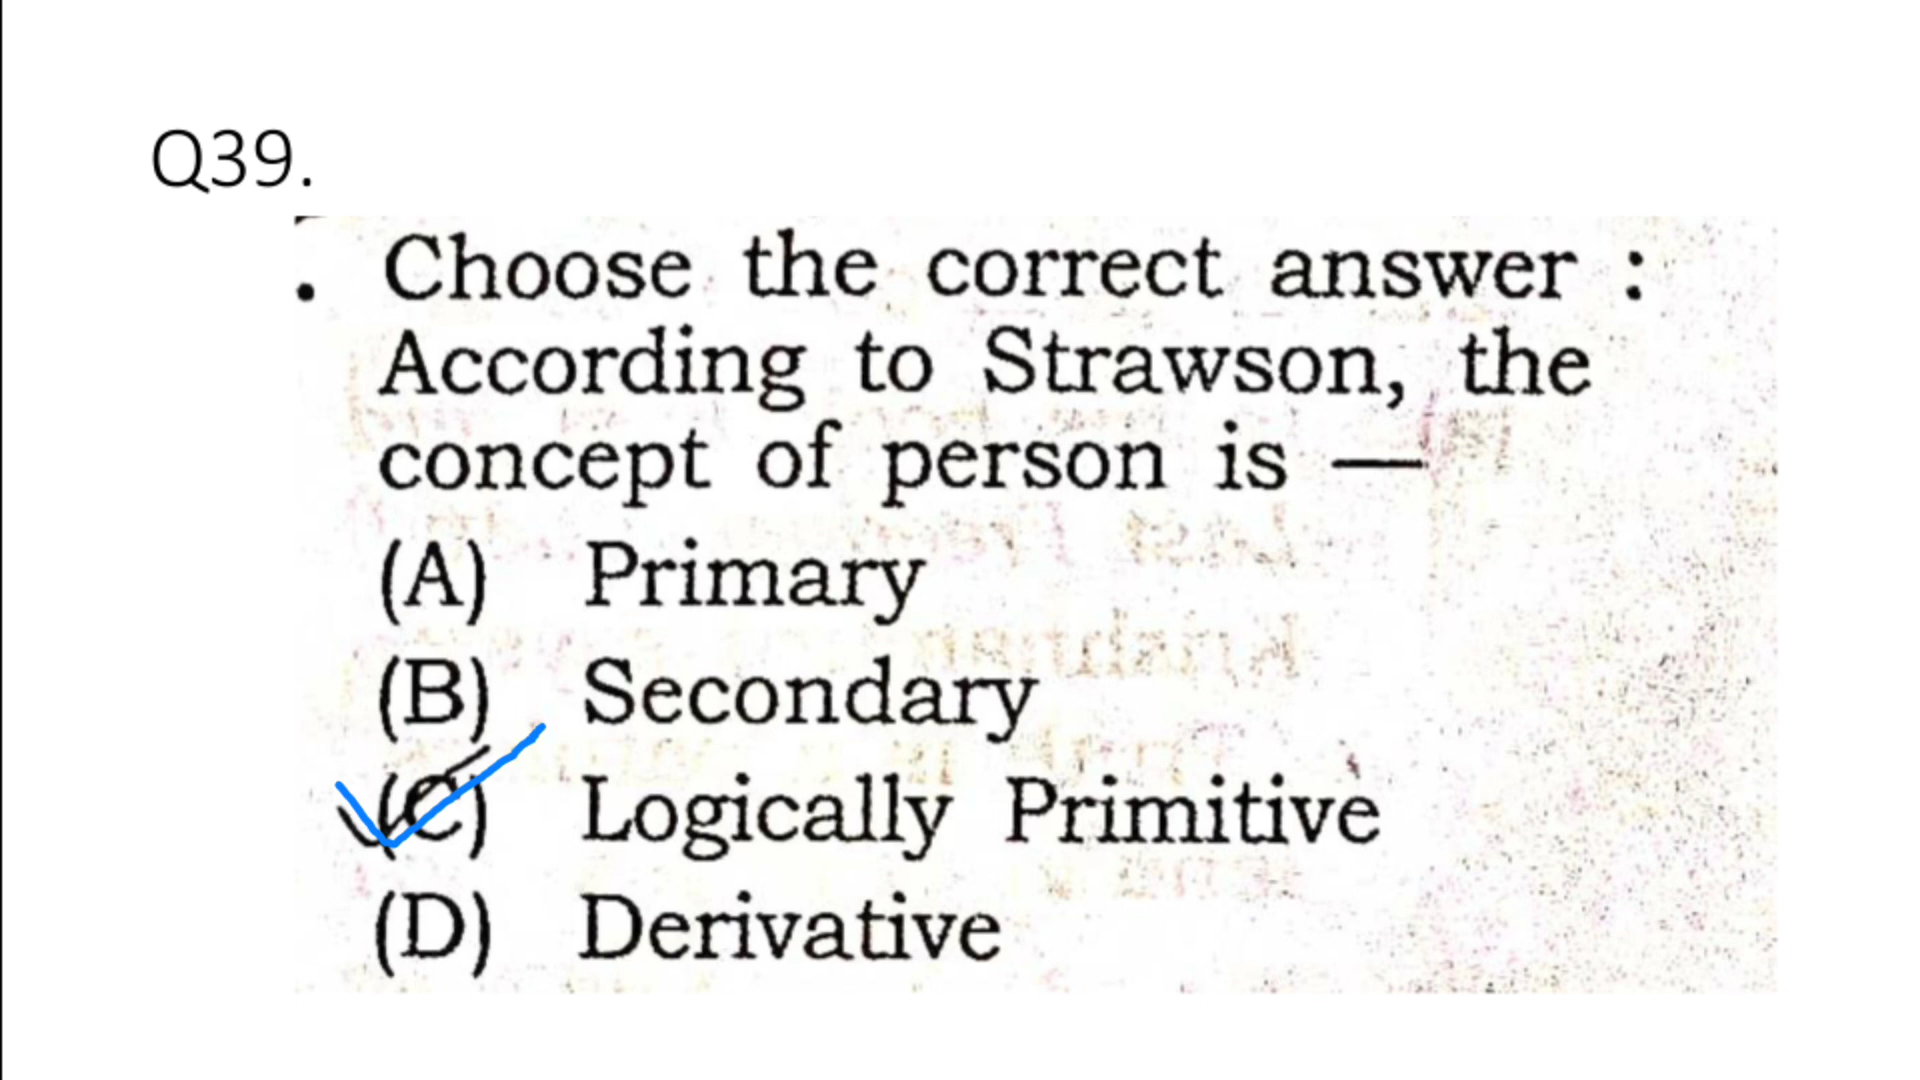 Q39.
. Choose the correct answer :
According to Strawson, the
concept of person is —
(A) Primary
(B) Secondary
(C) Logically Primitive
(D) Derivative